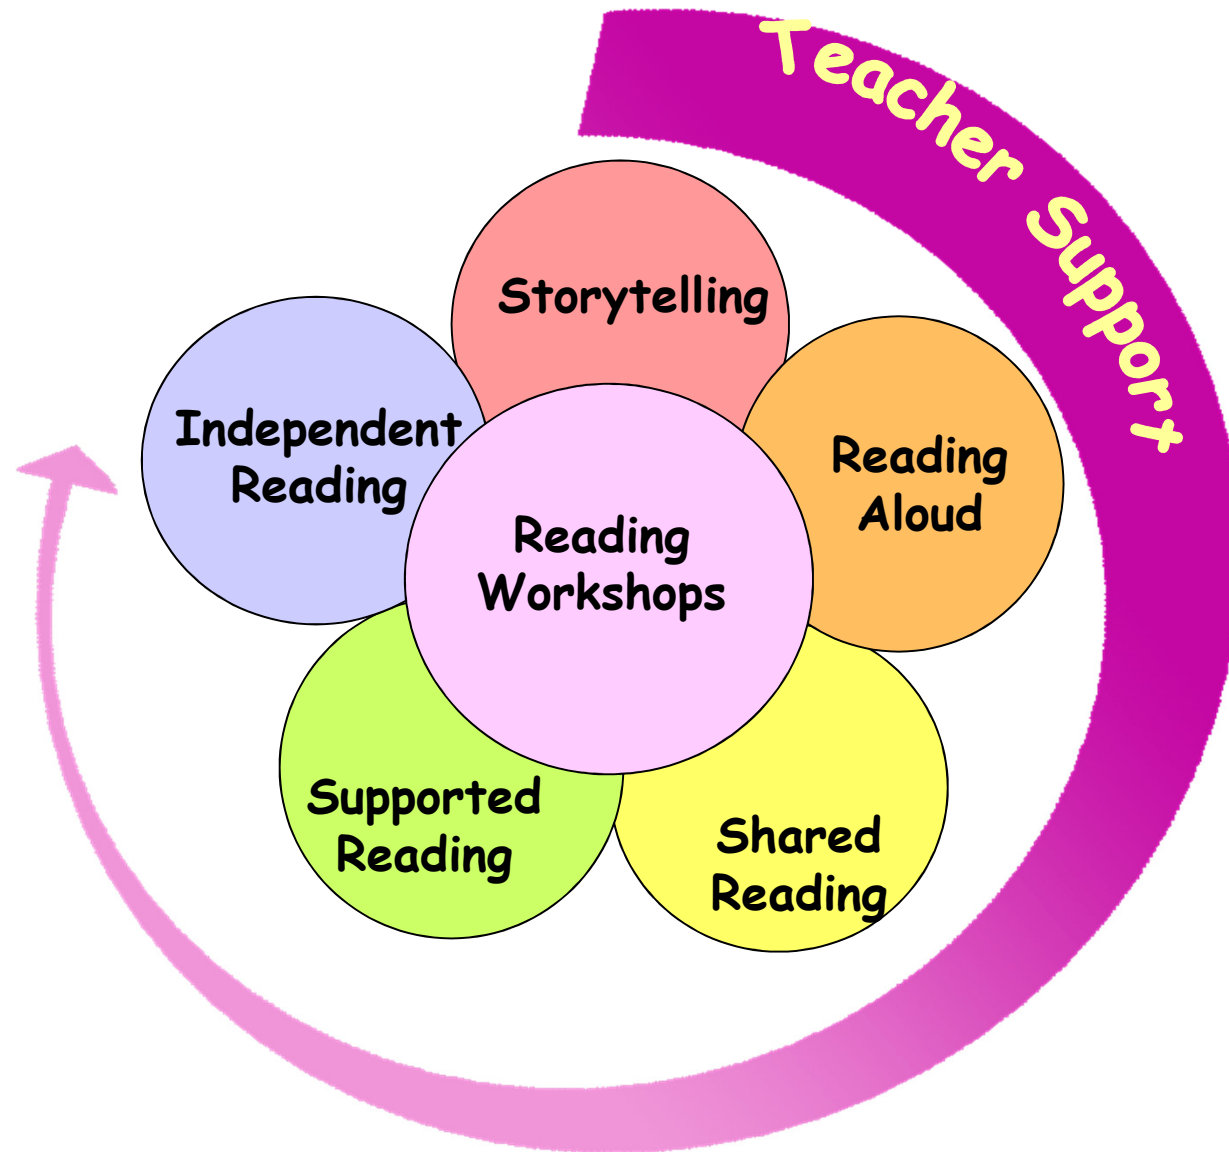 Teacher Support
Storytelling
Independent
Reading
Reading
Aloud
Reading
Workshops
Supported
Reading
Shared
Reading